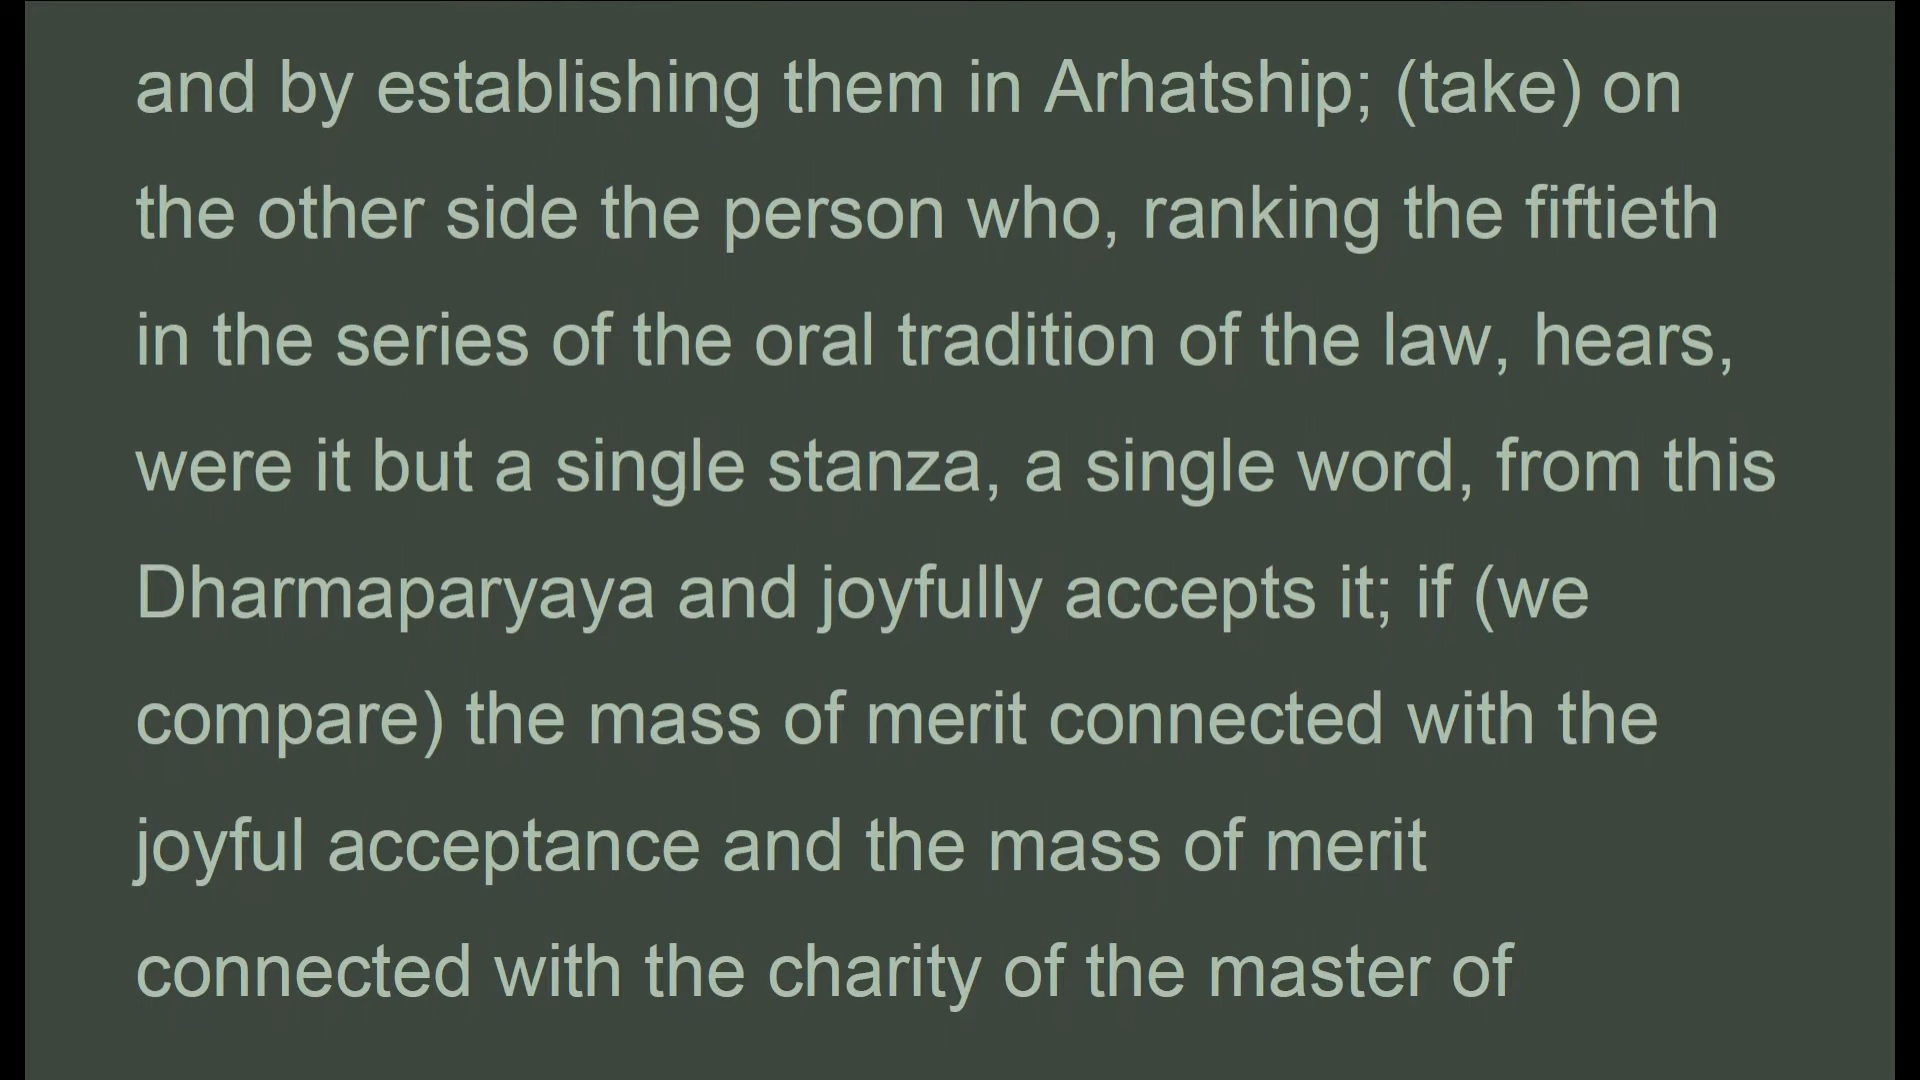 and by establishing them in Arhatship; (take) on
the other side the person who, ranking the fiftieth
in the series of the oral tradition of the law, hears,
were it but a single stanza, a single word, from this
Dharmaparyaya and joyfully accepts it; if (we
compare) the mass of merit connected with the
joyful acceptance and the mass of merit
connected with the charity of the master of